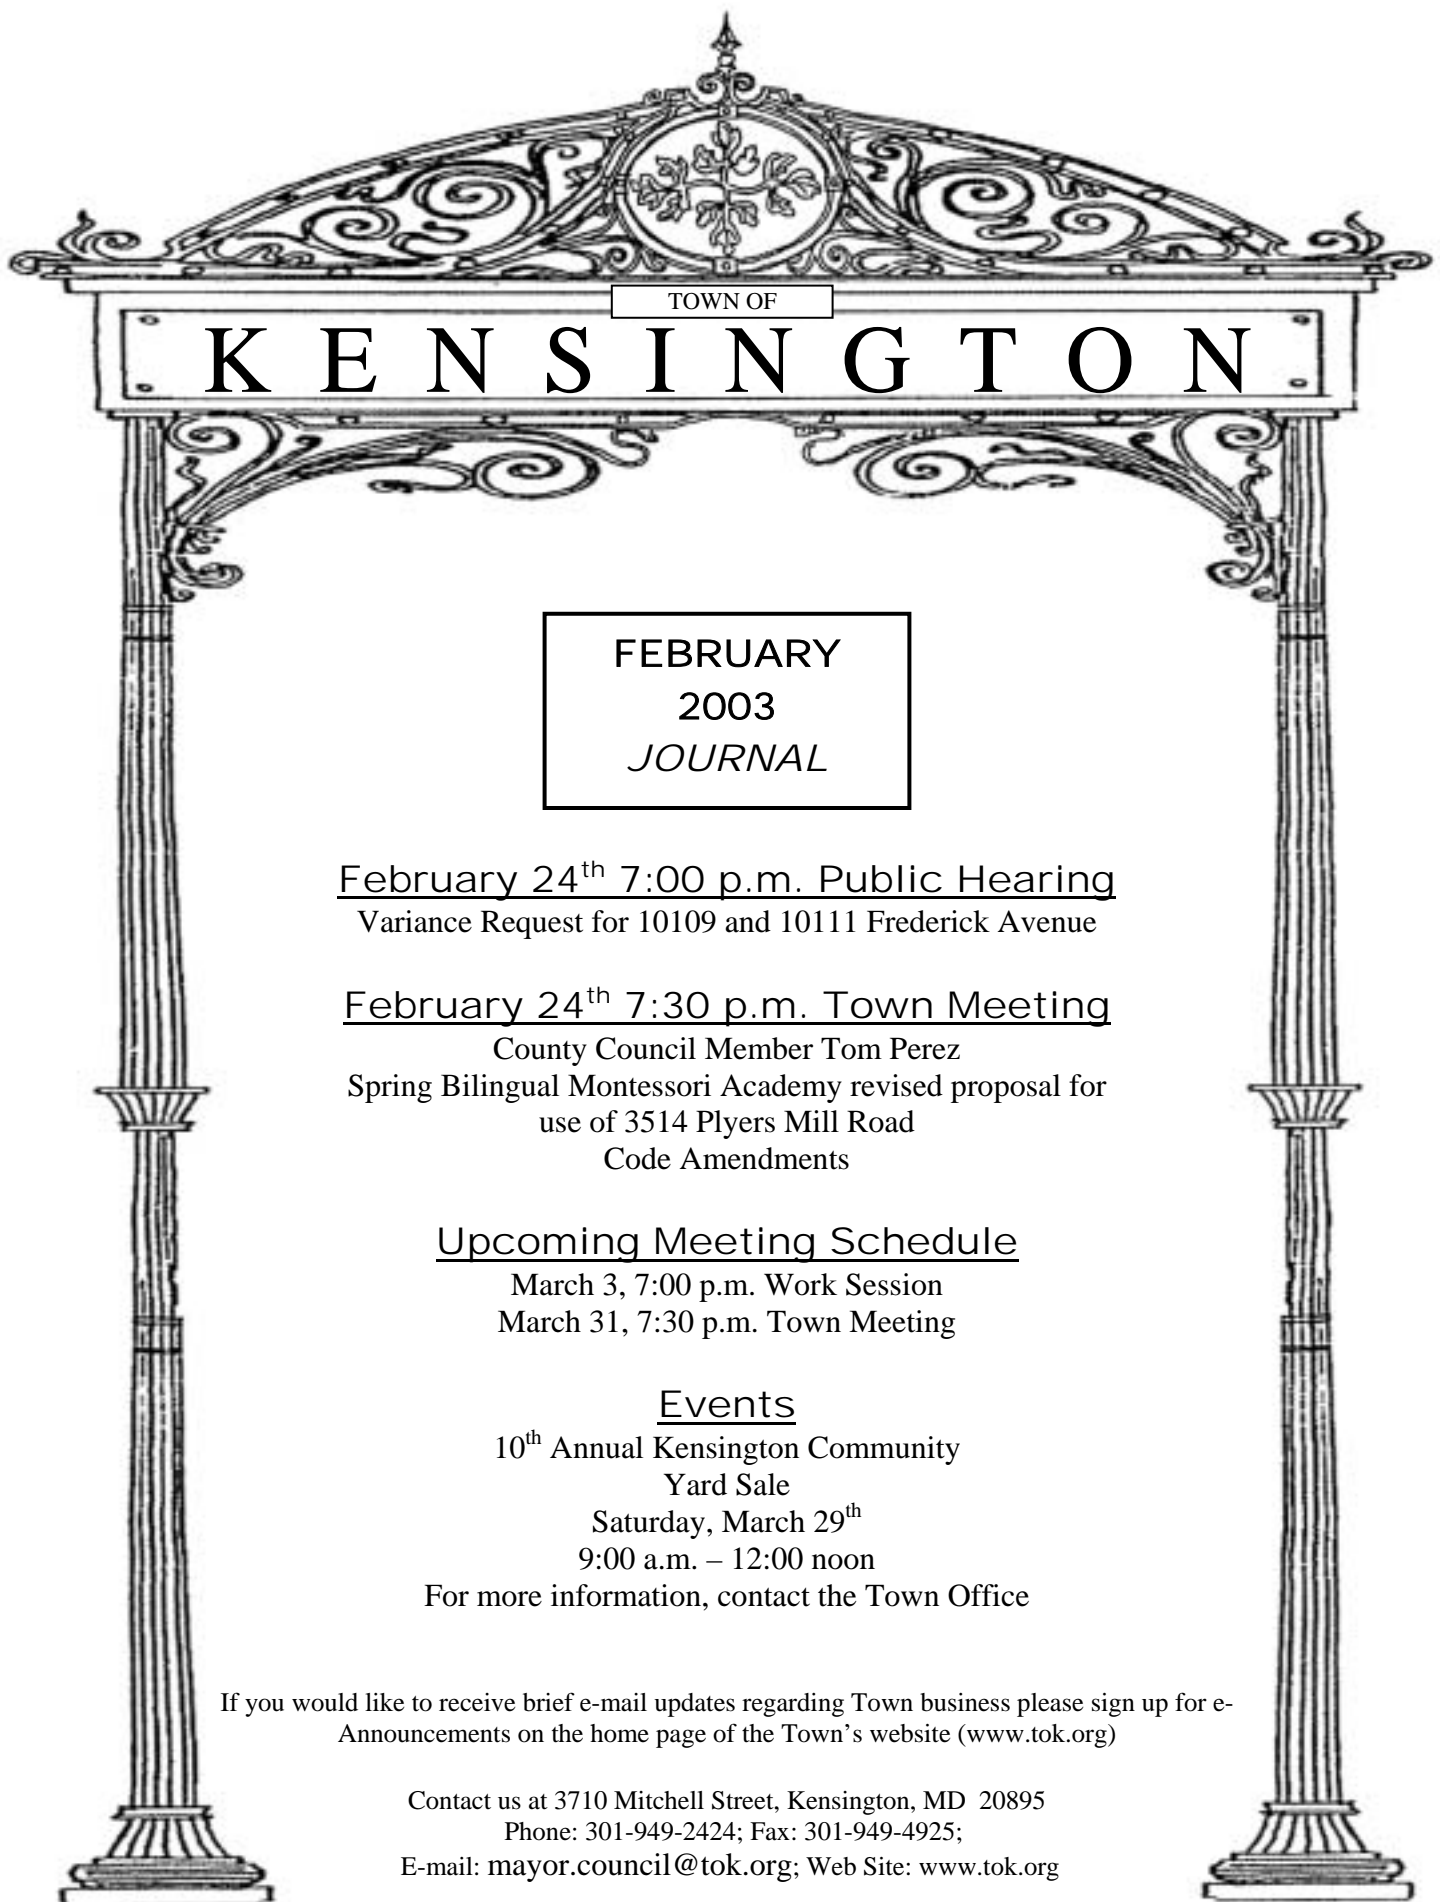 TOWN OF
KENSINGTON
FEBRUARY
2003
JOURNAL
February 24th 7:00 p.m. Public Hearing
Variance Request for 10109 and 10111 Frederick Avenue
February 24th 7:30 p.m. Town Meeting
County Council Member Tom Perez
Spring Bilingual Montessori Academy revised proposal for
use of 3514 Plyers Mill Road
Code Amendments
Upcoming Meeting Schedule
March 3, 7:00 p.m. Work Session
March 31, 7:30 p.m. Town Meeting
Events
10th Annual Kensington Community
Yard Sale
Saturday, March 29th
9:00 a.m. – 12:00 noon
For more information, contact the Town Office
If you would like to receive brief e-mail updates regarding Town business please sign up for e-
Announcements on the home page of the Town’s website (www.tok.org)
Contact us at 3710 Mitchell Street, Kensington, MD  20895
Phone: 301-949-2424; Fax: 301-949-4925;
E-mail: mayor.council@tok.org; Web Site: www.tok.org